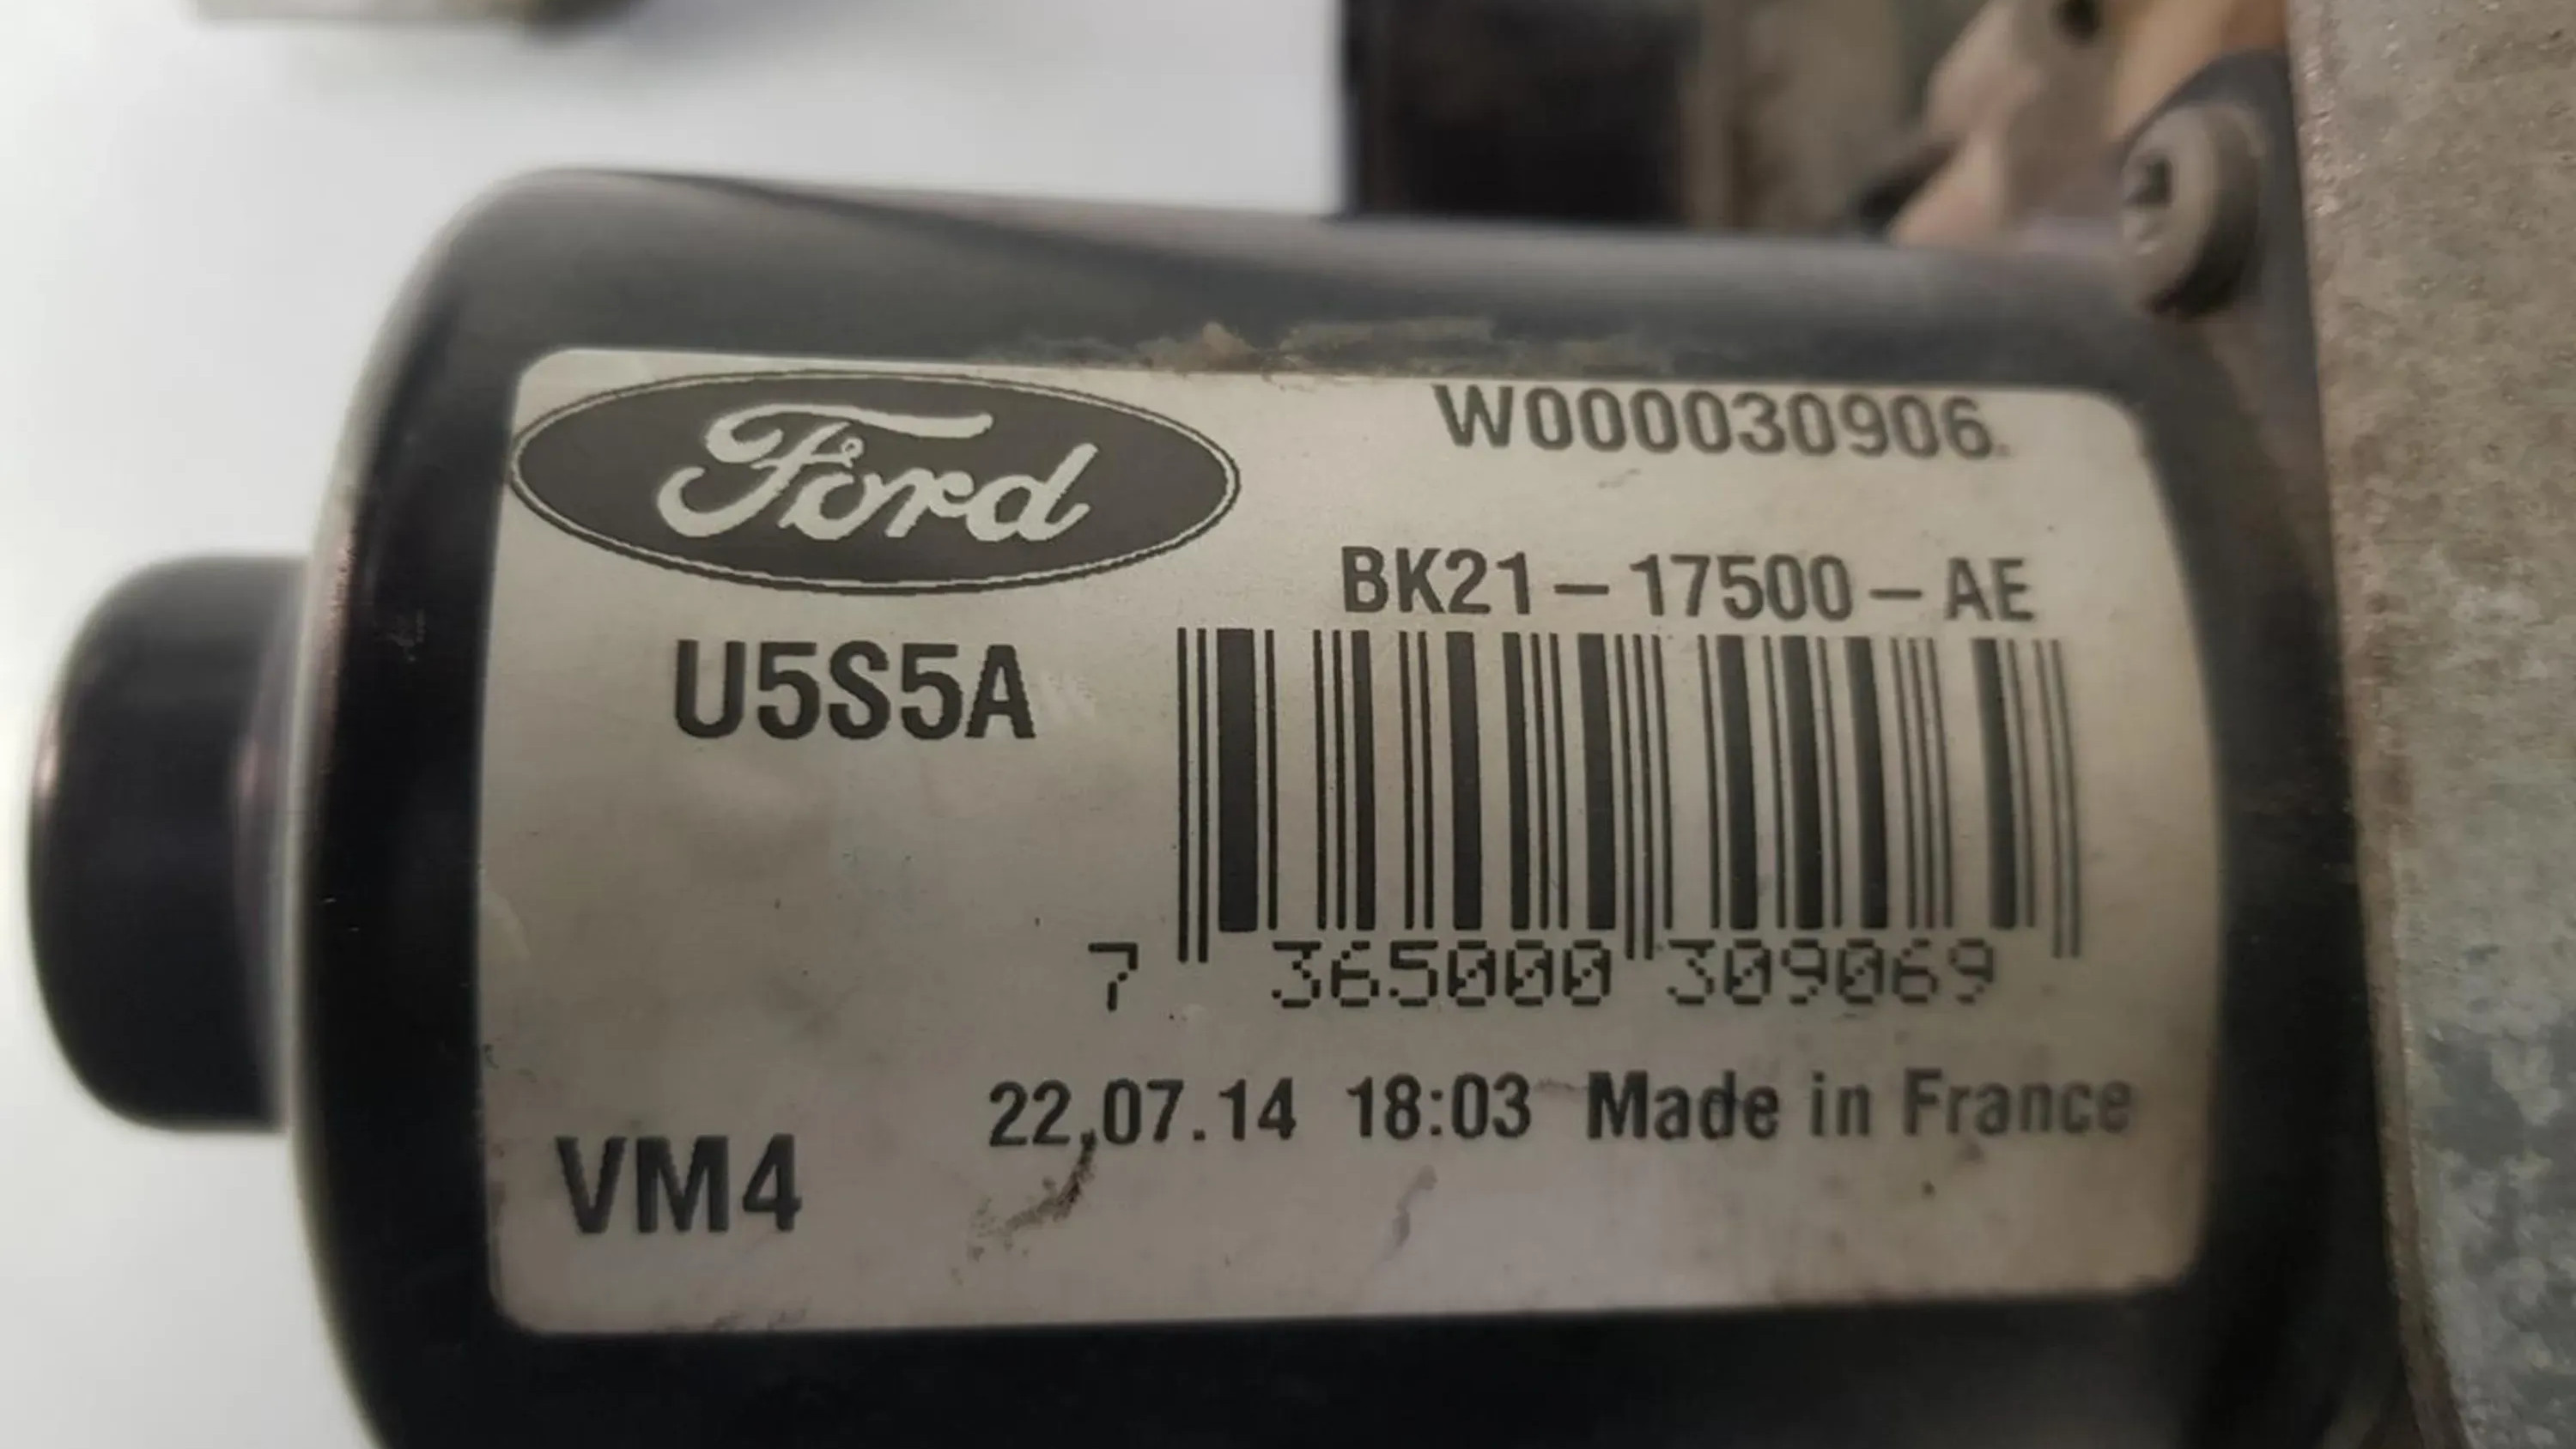 Ford
W000030906
BK21-17500-AE
U5S5A
7 365000 309069
22.07.14 18:03 Made in France
VM4